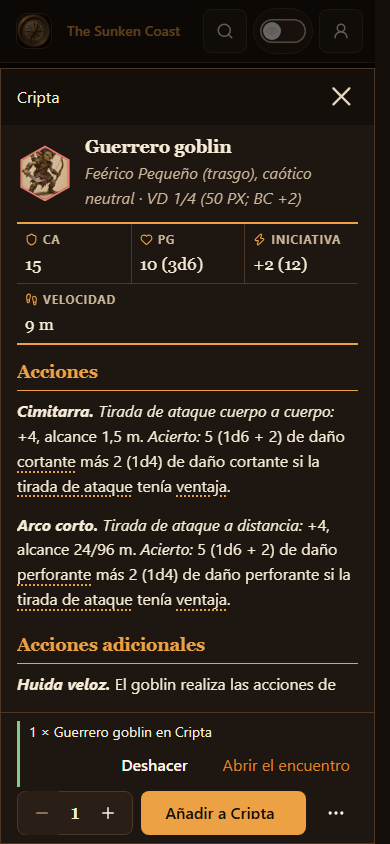 The Sunken Coast
Cripta
Guerrero goblin
Feérico Pequeño (trasgo), caótico
neutral · VD 1/4 (50 PX; BC +2)
CA
15
PG
10 (3d6)
INICIATIVA
+2 (12)
VELOCIDAD
9 m
Acciones
Cimitarra. Tirada de ataque cuerpo a cuerpo:
+4, alcance 1,5 m. Acierto: 5 (1d6 + 2) de daño
cortante más 2 (1d4) de daño cortante si la
tirada de ataque tenía ventaja.
Arco corto. Tirada de ataque a distancia: +4,
alcance 24/96 m. Acierto: 5 (1d6 + 2) de daño
perforante más 2 (1d4) de daño perforante si la
tirada de ataque tenía ventaja.
Acciones adicionales
Huida veloz. El goblin realiza las acciones de
1 × Guerrero goblin en Cripta
Deshacer
Abrir el encuentro
− 1 +
Añadir a Cripta